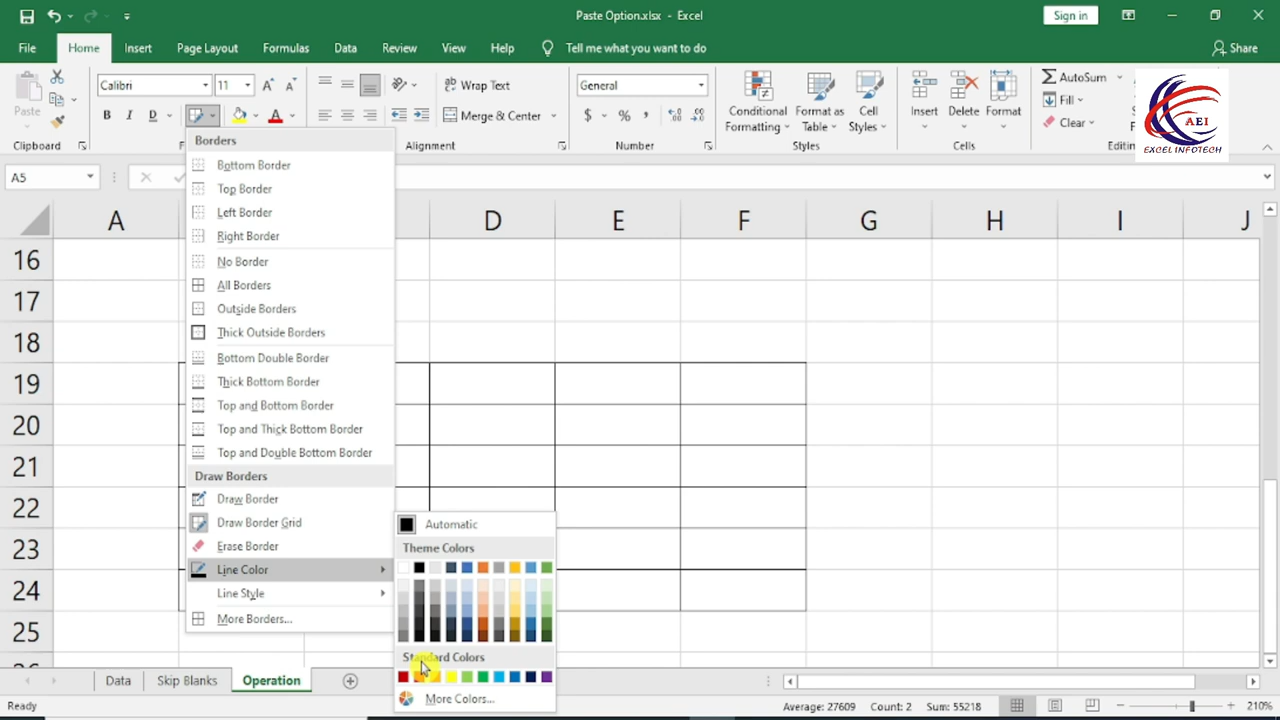 Paste Option.xlsx - Excel
Sign in
File Home Insert Page Layout Formulas Data Review View Help Tell me what you want to do Share
Paste
Clipboard
Calibri 11
B I D
Wrap Text
Merge & Center
Alignment
General
$ % ,
Number
Conditional Formatting
Format as Table
Cell Styles
Styles
Insert Delete Format
Cells
AutoSum
Fill
Clear
Editin
AEI
EXCEL INFOTECH
A5
A D E F G H I J
16
17
18
19
20
21
22
23
24
25
Borders
Bottom Border
Top Border
Left Border
Right Border
No Border
All Borders
Outside Borders
Thick Outside Borders
Bottom Double Border
Thick Bottom Border
Top and Bottom Border
Top and Thick Bottom Border
Top and Double Bottom Border
Draw Borders
Draw Border
Draw Border Grid
Erase Border
Line Color
Line Style
More Borders...
Automatic
Theme Colors
Standard Colors
More Colors...
Data Skip Blanks Operation
Ready
Average: 27609 Count: 2 Sum: 55218
210%